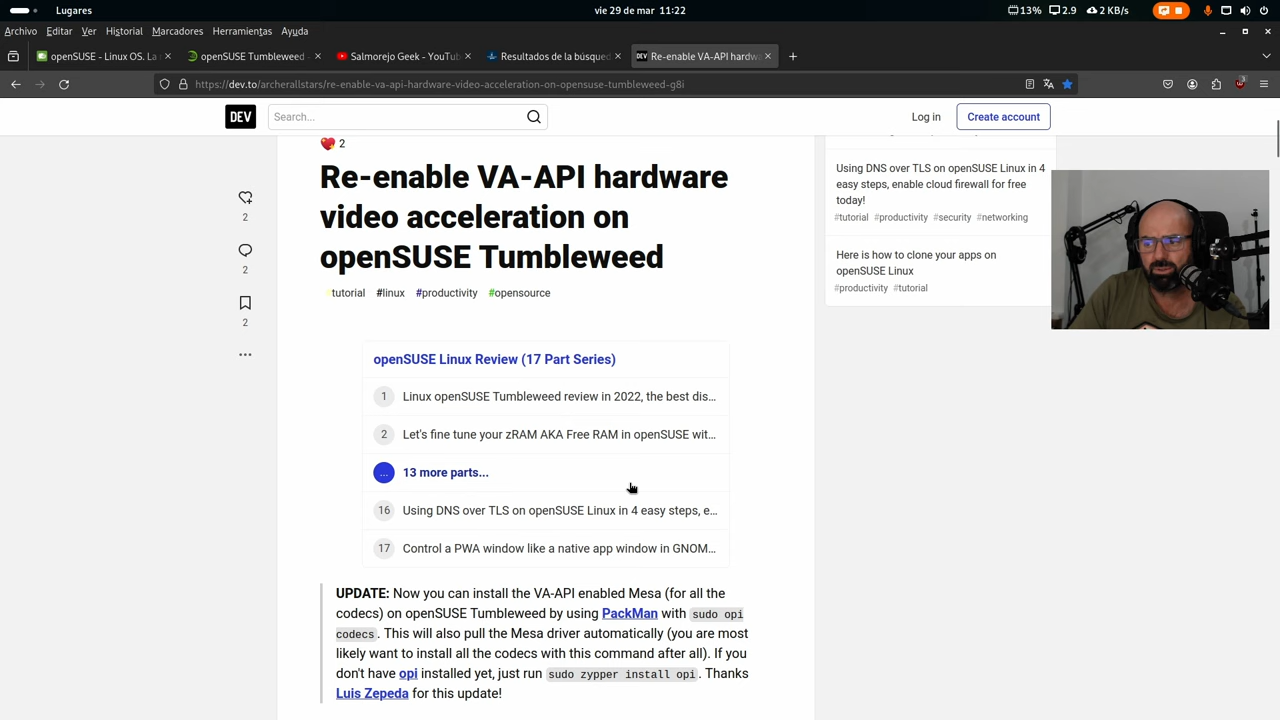 Lugares
vie 29 de mar 11:22
13% 2.9 2 KB/s
Archivo Editar Ver Historial Marcadores Herramientas Ayuda
openSUSE - Linux OS. La
openSUSE Tumbleweed -
Salmorejo Geek - YouTub
Resultados de la búsqued
Re-enable VA-API hardwa
https://dev.to/archerallstars/re-enable-va-api-hardware-video-acceleration-on-opensuse-tumbleweed-g8i
DEV
Search...
Log in
Create account
2
Re-enable VA-API hardware
video acceleration on
openSUSE Tumbleweed
tutorial #linux #productivity #opensource
2
2
2
openSUSE Linux Review (17 Part Series)
1 Linux openSUSE Tumbleweed review in 2022, the best dis...
2 Let's fine tune your zRAM AKA Free RAM in openSUSE wit...
... 13 more parts...
16 Using DNS over TLS on openSUSE Linux in 4 easy steps, e...
17 Control a PWA window like a native app window in GNOM...
UPDATE: Now you can install the VA-API enabled Mesa (for all the
codecs) on openSUSE Tumbleweed by using PackMan with sudo opi
codecs. This will also pull the Mesa driver automatically (you are most
likely want to install all the codecs with this command after all). If you
don't have opi installed yet, just run sudo zypper install opi. Thanks
Luis Zepeda for this update!
Using DNS over TLS on openSUSE Linux in 4
easy steps, enable cloud firewall for free
today!
#tutorial #productivity #security #networking
Here is how to clone your apps on
openSUSE Linux
#productivity #tutorial